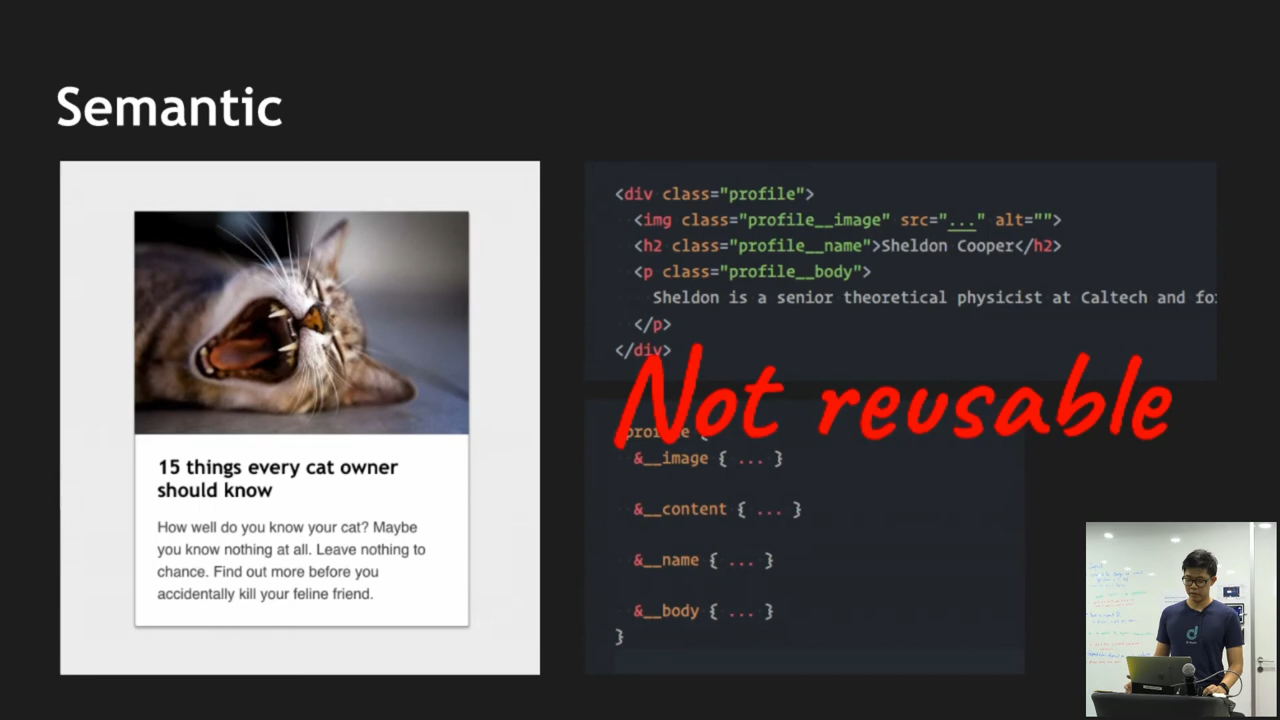 Semantic
15 things every cat owner
should know
How well do you know your cat? Maybe
you know nothing at all. Leave nothing to
chance. Find out more before you
accidentally kill your feline friend.
<div class="profile">
<img class="profile__image" src="..." alt="">
<h2 class="profile__name">Sheldon Cooper</h2>
<p class="profile__body">
Sheldon is a senior theoretical physicist at Caltech and for
</p>
</div>
Not reusable
profile {
&__image { ... }
&__content { ... }
&__name { ... }
&__body { ... }
}